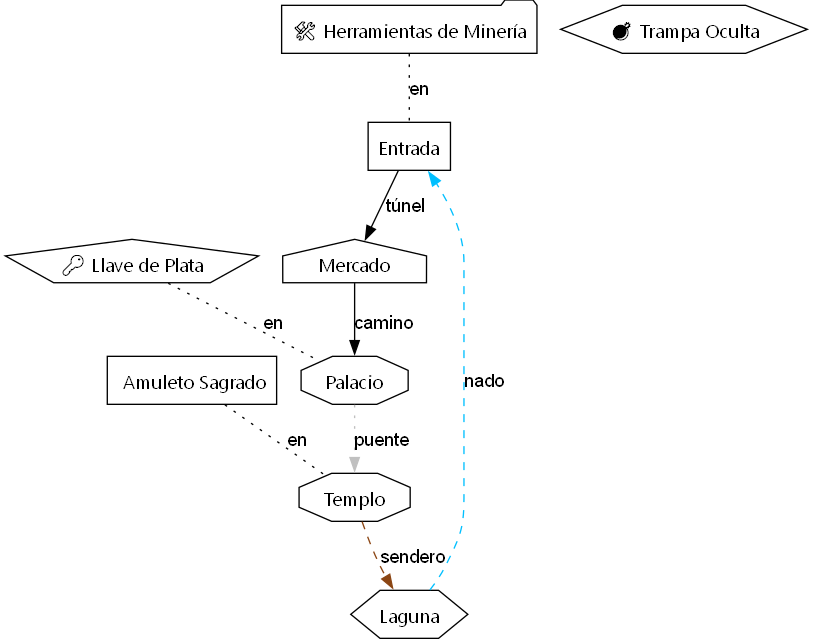 🛠 Herramientas de Minería
💣 Trampa Oculta
en
Entrada
túnel
🔑 Llave de Plata
Mercado
en
camino
Amuleto Sagrado
Palacio
nado
en
puente
Templo
sendero
Laguna